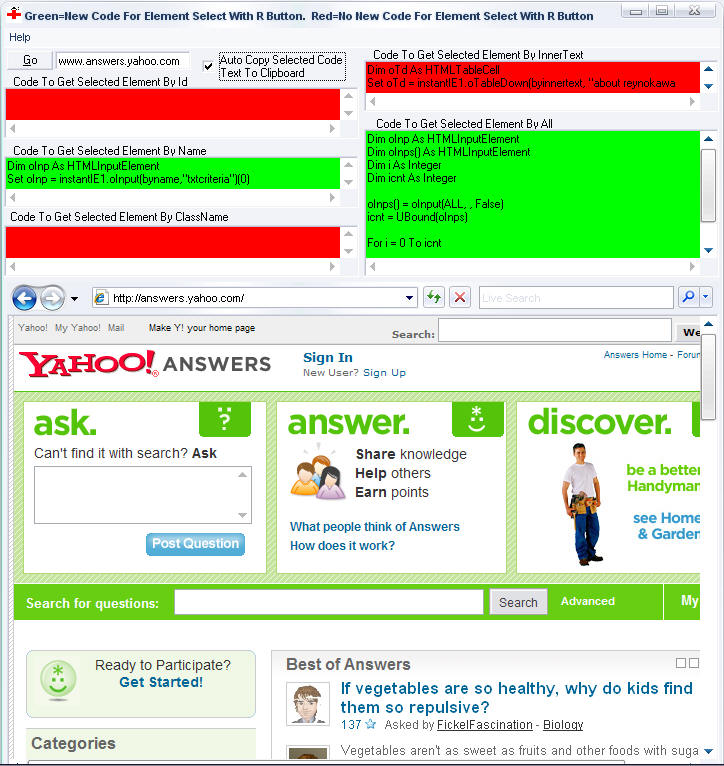 Green=New Code For Element Select With R Button. Red=No New Code For Element Select With R Button
Help
Go
www.answers.yahoo.com
Auto Copy Selected Code
Text To Clipboard
Code To Get Selected Element By Id
Code To Get Selected Element By Name
Dim oInp As HTMLInputElement
Set oInp = instantIE1.oInput(byname,"txtcriteria")(0)
Code To Get Selected Element By ClassName
Code To Get Selected Element By InnerText
Dim oTd As HTMLTableCell
Set oTd = instantIE1.oTableDown(byinnertext, "about reynokawa
Code To Get Selected Element By All
Dim oInp As HTMLInputElement
Dim oInps() As HTMLInputElement
Dim i As Integer
Dim icnt As Integer
oInps() = oInput(ALL, , False)
icnt = UBound(oInps)
For i = 0 To icnt
http://answers.yahoo.com/
Live Search
Yahoo! My Yahoo! Mail Make Y! your home page
Search: We
YAHOO! ANSWERS
Sign In
New User? Sign Up
Answers Home - Forum
ask.
Can't find it with search? Ask
Post Question
answer.
Share knowledge
Help others
Earn points
What people think of Answers
How does it work?
discover.
be a better
Handyman
see Home
& Garden
Search for questions: Search Advanced My
Ready to Participate?
Get Started!
Categories
Best of Answers
If vegetables are so healthy, why do kids find
them so repulsive?
137 Asked by FickelFascination - Biology
Vegetables aren't as sweet as fruits and other foods with suga